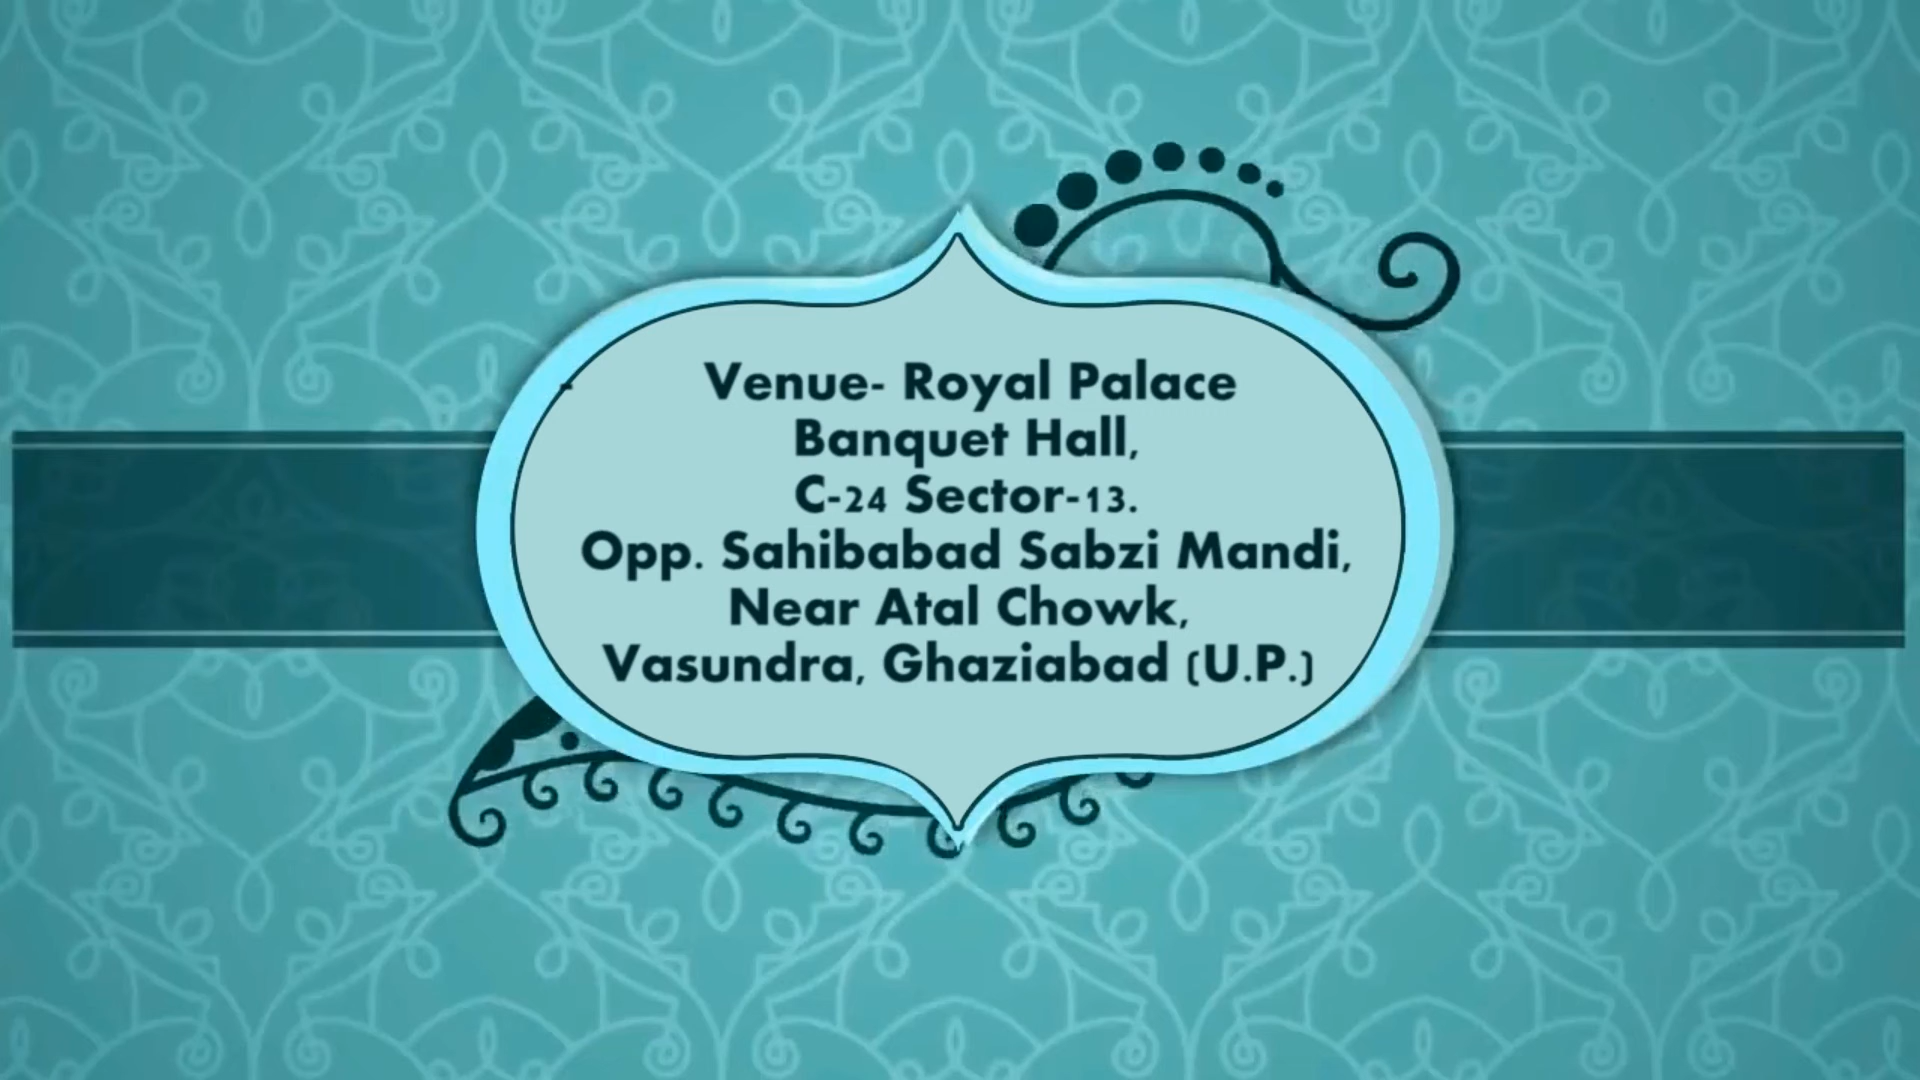 Venue- Royal Palace
Banquet Hall,
C-24 Sector-13.
Opp. Sahibabad Sabzi Mandi,
Near Atal Chowk,
Vasundra, Ghaziabad (U.P.)